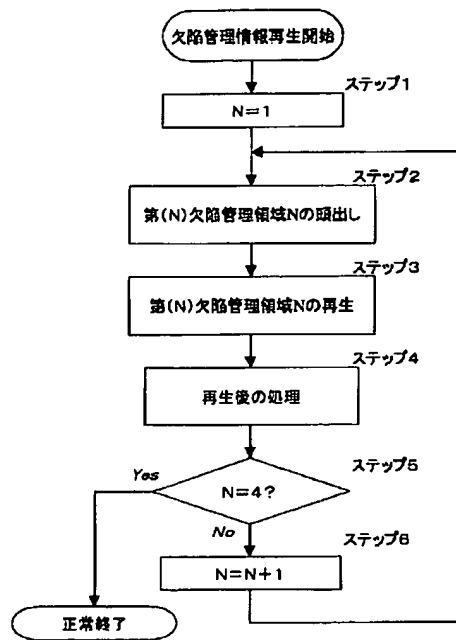 欠陥管理情報再生開始
ステップ1
N=1
ステップ2
第(N)欠陥管理領域Nの頭出し
ステップ3
第(N)欠陥管理領域Nの再生
ステップ4
再生後の処理
ステップ5
Yes
N=4?
No
ステップ6
N=N+1
正常終了